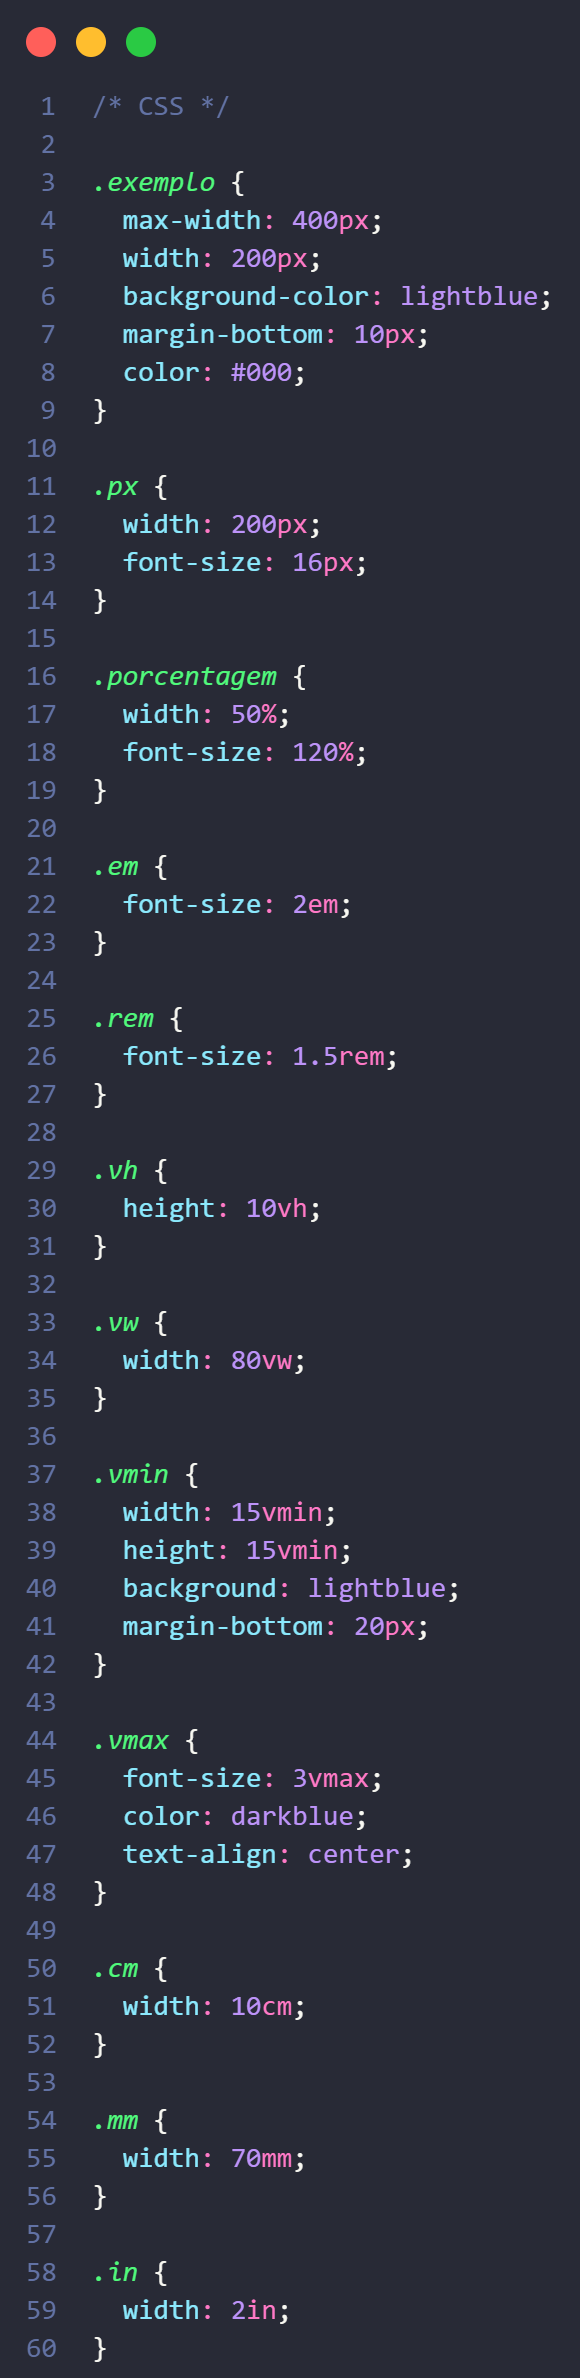 1 /* CSS */
2
3 .exemplo {
4   max-width: 400px;
5   width: 200px;
6   background-color: lightblue;
7   margin-bottom: 10px;
8   color: #000;
9 }
10
11 .px {
12   width: 200px;
13   font-size: 16px;
14 }
15
16 .porcentagem {
17   width: 50%;
18   font-size: 120%;
19 }
20
21 .em {
22   font-size: 2em;
23 }
24
25 .rem {
26   font-size: 1.5rem;
27 }
28
29 .vh {
30   height: 10vh;
31 }
32
33 .vw {
34   width: 80vw;
35 }
36
37 .vmin {
38   width: 15vmin;
39   height: 15vmin;
40   background: lightblue;
41   margin-bottom: 20px;
42 }
43
44 .vmax {
45   font-size: 3vmax;
46   color: darkblue;
47   text-align: center;
48 }
49
50 .cm {
51   width: 10cm;
52 }
53
54 .mm {
55   width: 70mm;
56 }
57
58 .in {
59   width: 2in;
60 }